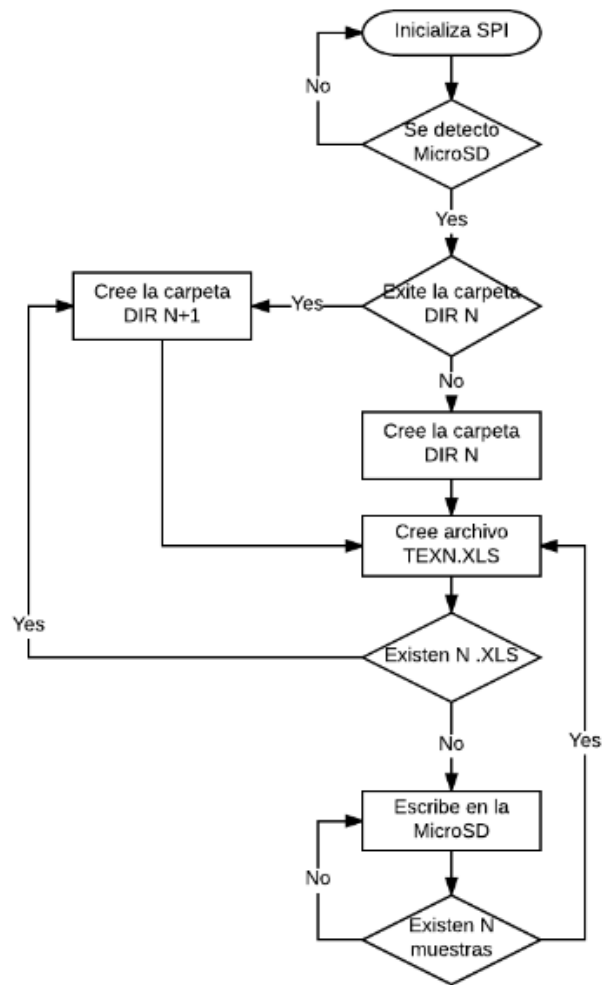 Inicializa SPI
No
Se detecto
MicroSD
Yes
Cree la carpeta
DIR N+1
Yes
Exite la carpeta
DIR N
No
Cree la carpeta
DIR N
Cree archivo
TEXN.XLS
Yes
Existen N .XLS
No
Yes
Escribe en la
MicroSD
No
Existen N
muestras